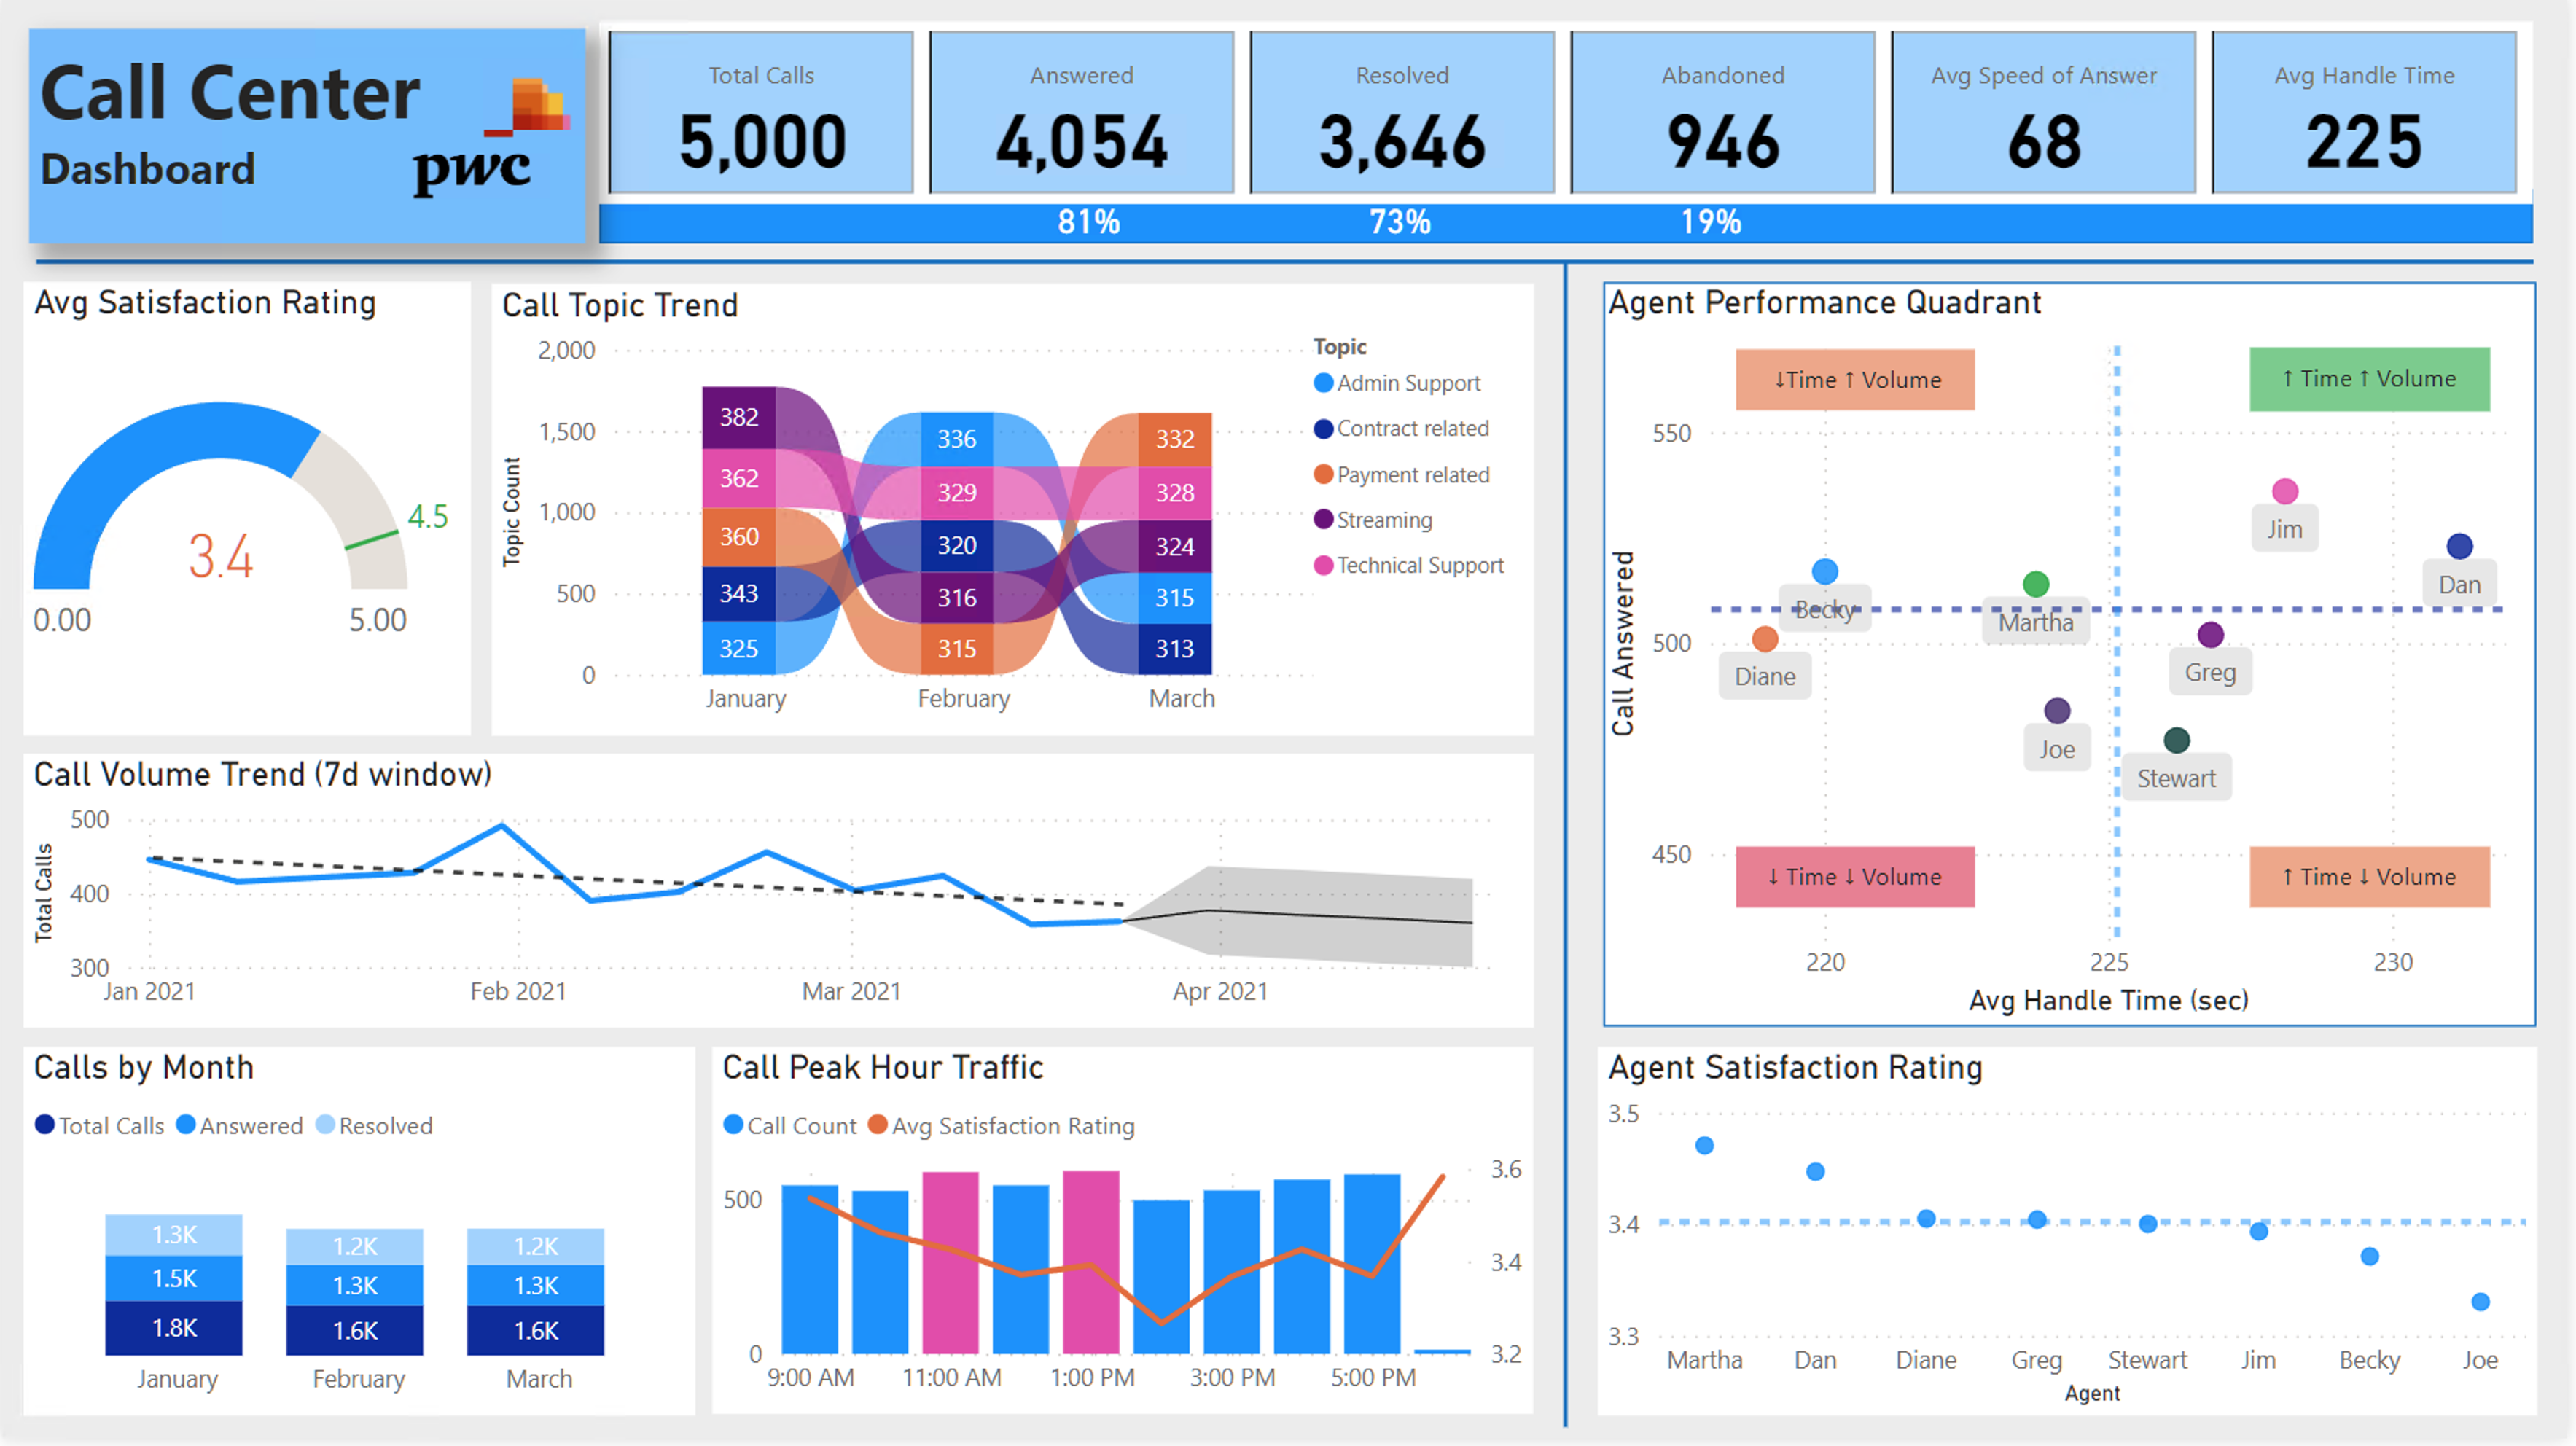 Call Center
Dashboard
pwc
Total Calls
5,000
Answered
4,054
Resolved
3,646
Abandoned
946
Avg Speed of Answer
68
Avg Handle Time
225
81%
73%
19%
Avg Satisfaction Rating
4.5
3.4
0.00
5.00
Call Topic Trend
Topic Count
2,000
1,500
1,000
500
0
382
362
360
343
325
336
329
320
316
315
332
328
324
315
313
January
February
March
Topic
Admin Support
Contract related
Payment related
Streaming
Technical Support
Call Volume Trend (7d window)
Total Calls
500
400
300
Jan 2021
Feb 2021
Mar 2021
Apr 2021
Calls by Month
Total Calls
Answered
Resolved
1.3K
1.5K
1.8K
1.2K
1.3K
1.6K
1.2K
1.3K
1.6K
January
February
March
Call Peak Hour Traffic
Call Count
Avg Satisfaction Rating
500
0
3.6
3.4
3.2
9:00 AM
11:00 AM
1:00 PM
3:00 PM
5:00 PM
Agent Performance Quadrant
↓Time ↑ Volume
↑ Time ↑ Volume
Call Answered
550
500
450
Jim
Dan
Becky
Martha
Diane
Greg
Joe
Stewart
↓ Time ↓ Volume
↑ Time ↓ Volume
220
225
230
Avg Handle Time (sec)
Agent Satisfaction Rating
3.5
3.4
3.3
Martha
Dan
Diane
Greg
Stewart
Jim
Becky
Joe
Agent